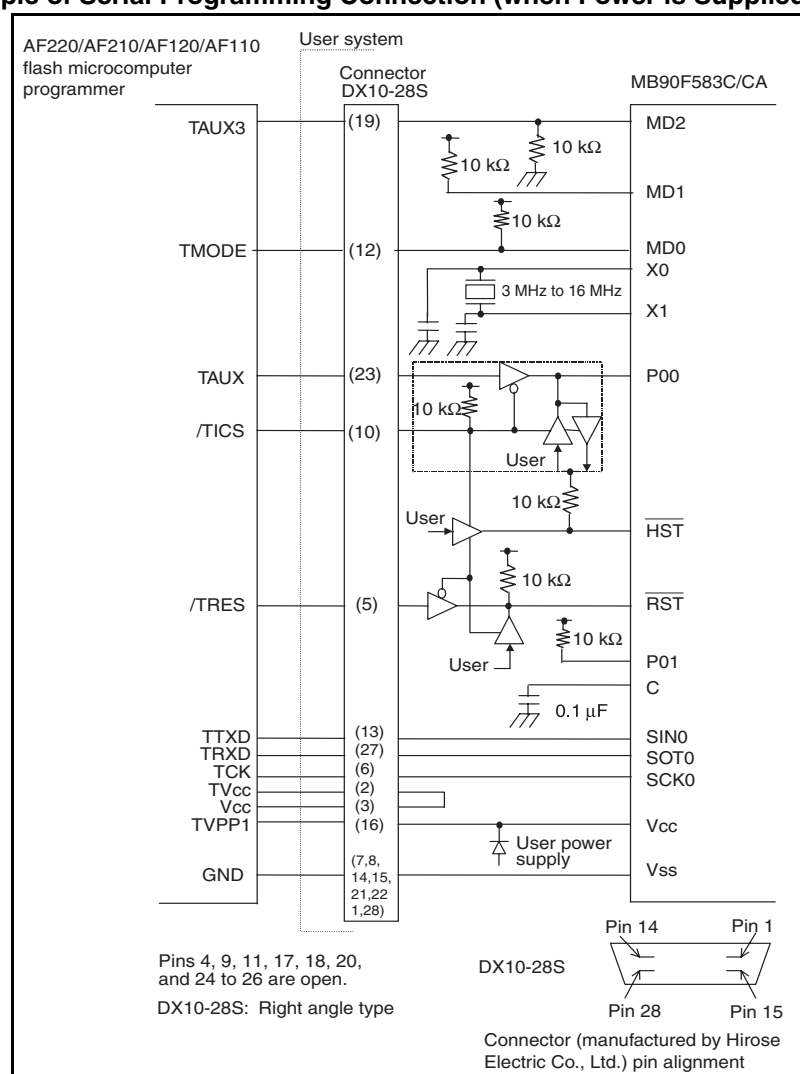 ple of Serial Programming Connection (when Power Is Supplied
AF220/AF210/AF120/AF110
flash microcomputer
programmer
User system
Connector
DX10-28S
MB90F583C/CA
TAUX3
(19)
MD2
10 kΩ
10 kΩ
MD1
10 kΩ
TMODE
(12)
MD0
X0
3 MHz to 16 MHz
X1
TAUX
(23)
P00
10 kΩ
/TICS
(10)
User
10 kΩ
User
HST
10 kΩ
/TRES
(5)
RST
10 kΩ
User
P01
C
0.1 µF
TTXD
(13)
SIN0
TRXD
(27)
SOT0
TCK
(6)
SCK0
TVcc
(2)
Vcc
(3)
TVPP1
(16)
Vcc
User power
supply
GND
(7,8,
14,15,
21,22
1,28)
Vss
Pins 4, 9, 11, 17, 18, 20,
and 24 to 26 are open.
DX10-28S: Right angle type
DX10-28S
Pin 14
Pin 1
Pin 28
Pin 15
Connector (manufactured by Hirose
Electric Co., Ltd.) pin alignment